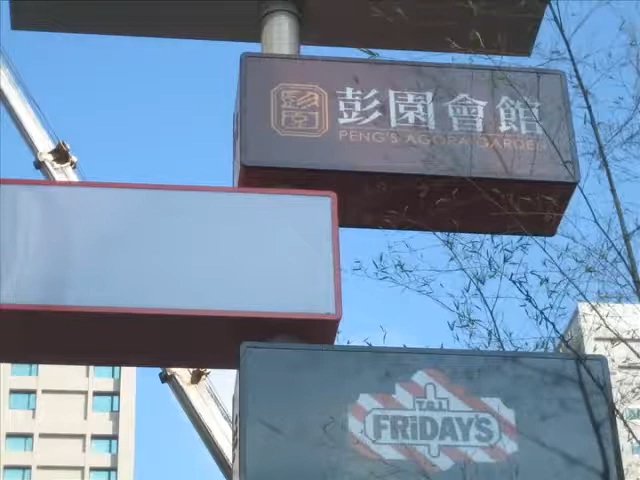 彭園
彭園會館
PENG'S AGORA GARDEN
T.G.I.
FRiDAY'S